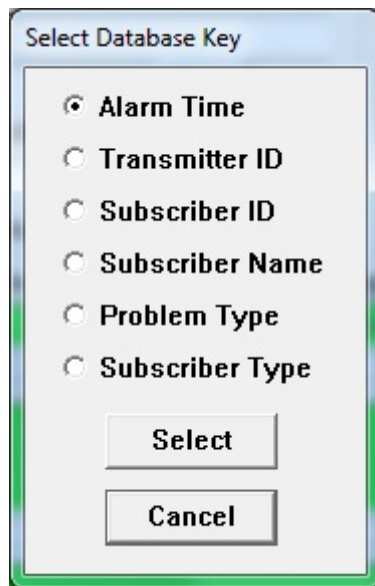 Select Database Key
Alarm Time
Transmitter ID
Subscriber ID
Subscriber Name
Problem Type
Subscriber Type
Select
Cancel